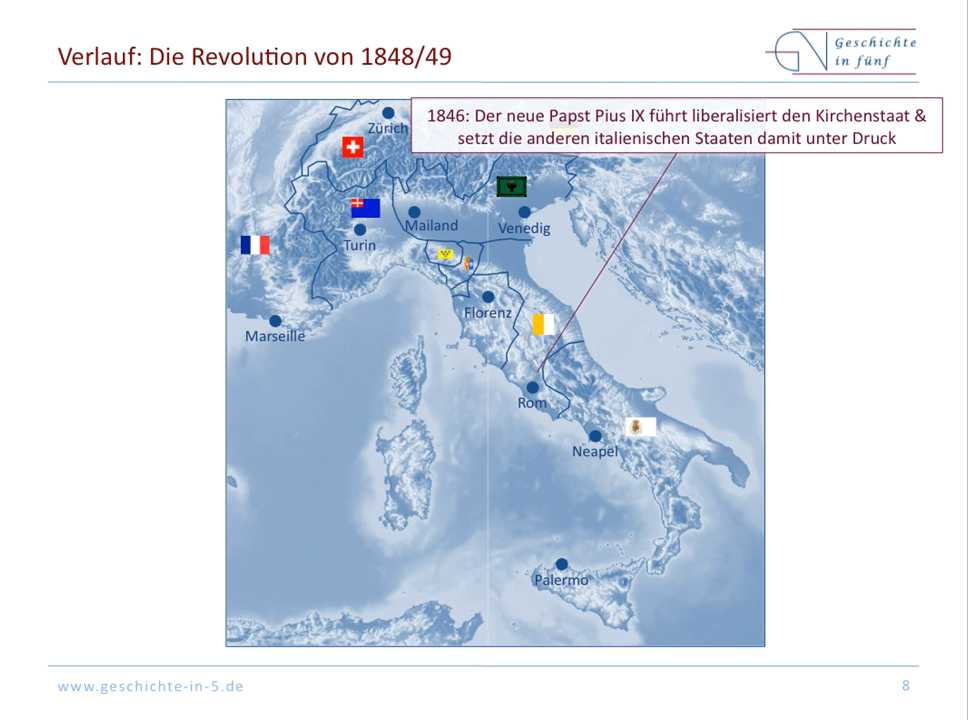 Verlauf: Die Revolution von 1848/49
Geschichte
in fünf
1846: Der neue Papst Pius IX führt liberalisiert den Kirchenstaat &
setzt die anderen italienischen Staaten damit unter Druck
Zürich
Mailand
Venedig
Turin
Florenz
Marseille
Rom
Neapel
Palermo
www.geschichte-in-5.de
8